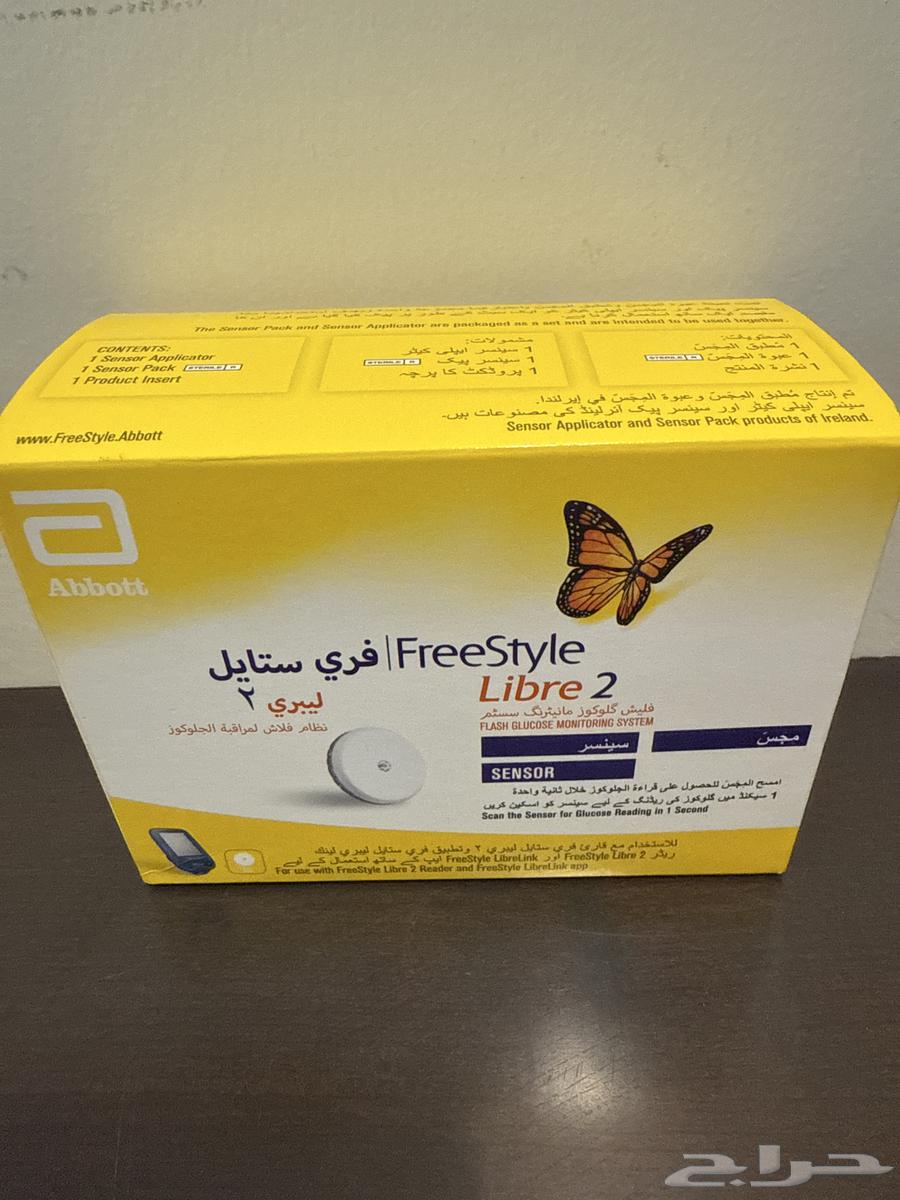 The Sensor Pack and Sensor Applicator are packaged as a set and are intended to be used together.
CONTENTS:
1 Sensor Applicator
1 Sensor Pack STERILE R
1 Product Insert
مشمولات:
1 سینسر ایپلی کیٹر
1 سینسر پیک STERILE R
1 پروڈکٹ کا پرچہ
المحتويات:
1 مُطبق المِجَسّ
1 عبوة المِجَسّ STERILE R
1 نشرة المنتج
تم إنتاج مُطبق المِجَسّ وعبوة المِجَسّ في إيرلندا.
سینسر ایپلی کیٹر اور سینسر پیک آئرلینڈ کی مصنوعات ہیں۔
Sensor Applicator and Sensor Pack products of Ireland.
www.FreeStyle.Abbott
Abbott
فري ستايل | FreeStyle
ليبري ٢
Libre 2
نظام فلاش لمراقبة الجلوكوز
فلیش گلوکوز مانیٹرنگ سسٹم
FLASH GLUCOSE MONITORING SYSTEM
مجسّ
سینسر
SENSOR
امسح المِجَسّ للحصول على قراءة الجلوكوز خلال ثانية واحدة
1 سیکنڈ میں گلوکوز کی ریڈنگ کے لیے سینسر کو اسکین کریں
Scan the Sensor for Glucose Reading in 1 Second
للاستخدام مع قارئ فري ستايل ليبري ٢ وتطبيق فري ستايل ليبري لينك
ریڈر FreeStyle Libre 2 اور FreeStyle LibreLink ایپ کے ساتھ استعمال کے لیے
For use with FreeStyle Libre 2 Reader and FreeStyle LibreLink app
حراج